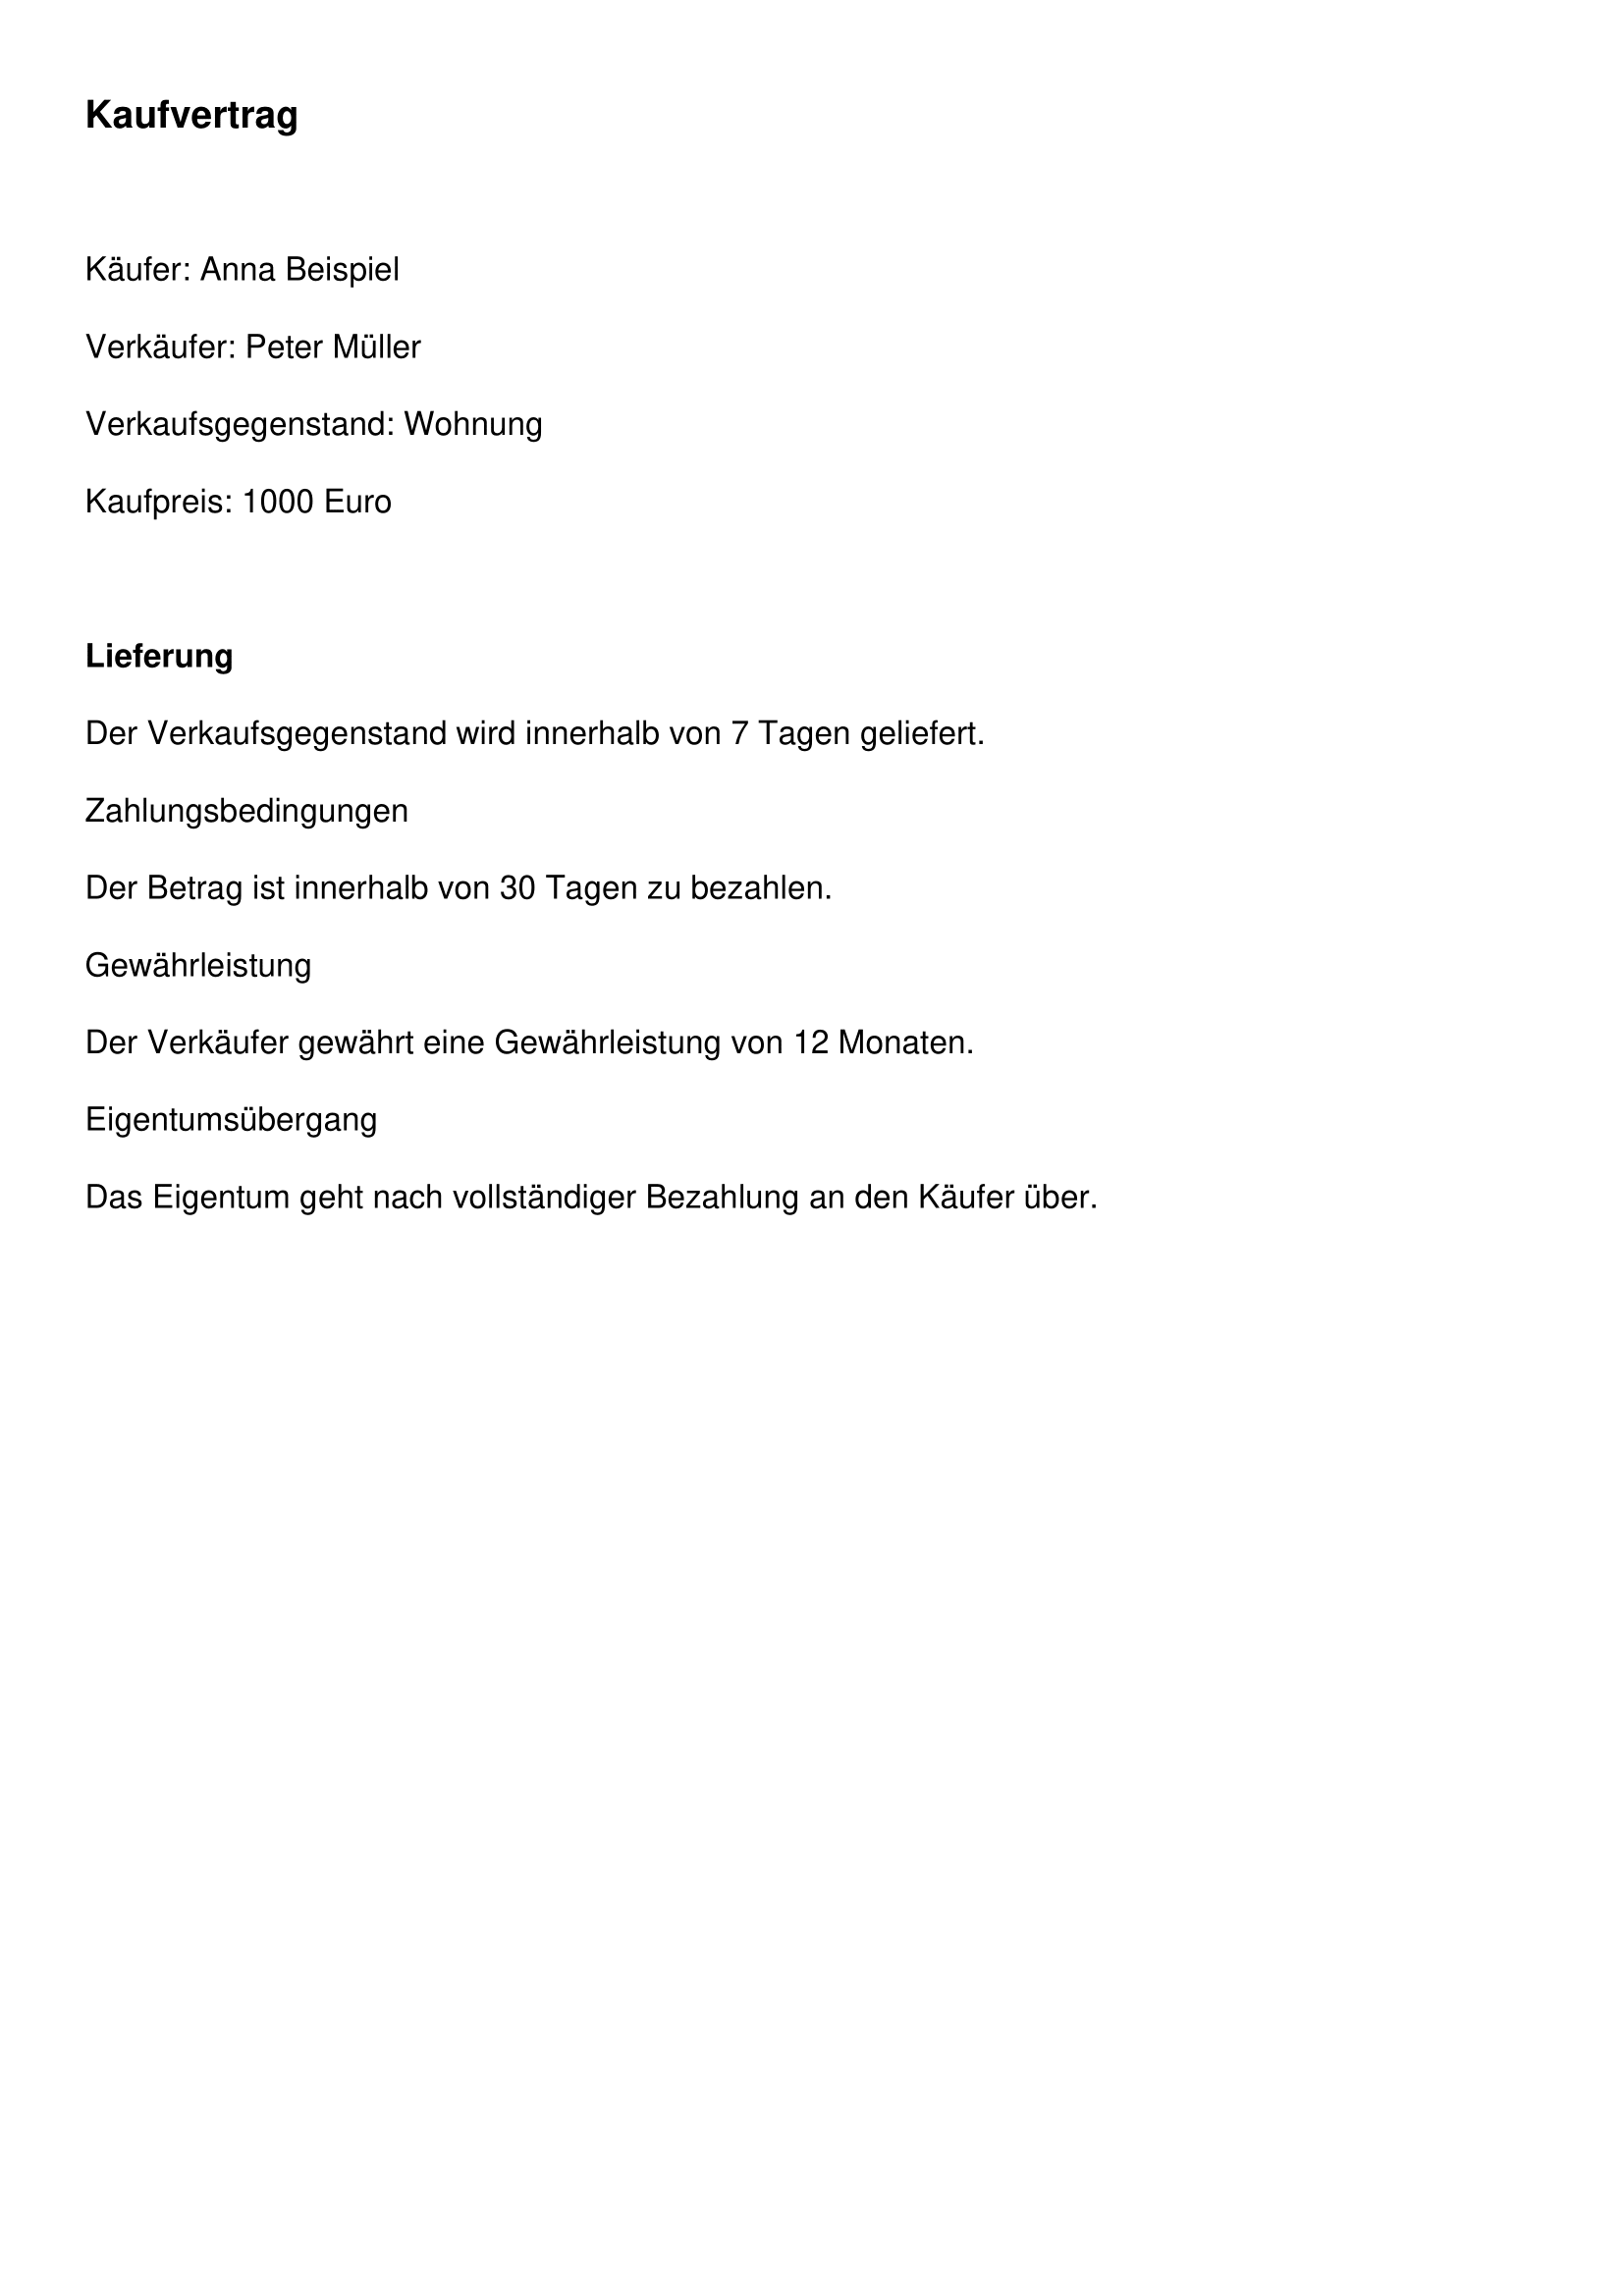 Kaufvertrag
Käufer: Anna Beispiel
Verkäufer: Peter Müller
Verkaufsgegenstand: Wohnung
Kaufpreis: 1000 Euro
Lieferung
Der Verkaufsgegenstand wird innerhalb von 7 Tagen geliefert.
Zahlungsbedingungen
Der Betrag ist innerhalb von 30 Tagen zu bezahlen.
Gewährleistung
Der Verkäufer gewährt eine Gewährleistung von 12 Monaten.
Eigentumsübergang
Das Eigentum geht nach vollständiger Bezahlung an den Käufer über.